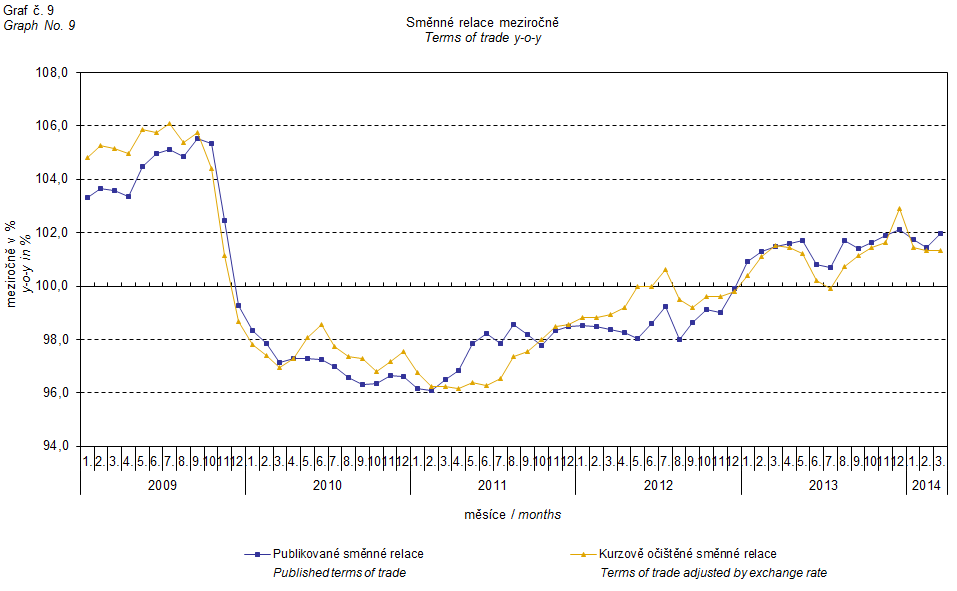 Graf č. 9
Graph No. 9
Směnné relace meziročně
Terms of trade y-o-y
meziročně v %
y-o-y in %
108,0
106,0
104,0
102,0
100,0
98,0
96,0
94,0
1. 2. 3. 4. 5. 6. 7. 8. 9. 10 11 12 1. 2. 3. 4. 5. 6. 7. 8. 9. 10 11 12 1. 2. 3. 4. 5. 6. 7. 8. 9. 10 11 12 1. 2. 3. 4. 5. 6. 7. 8. 9. 10 11 12 1. 2. 3. 4. 5. 6. 7. 8. 9. 10 11 12 1. 2. 3.
2009 2010 2011 2012 2013 2014
měsíce / months
Publikované směnné relace Kurzově očištěné směnné relace
Published terms of trade Terms of trade adjusted by exchange rate